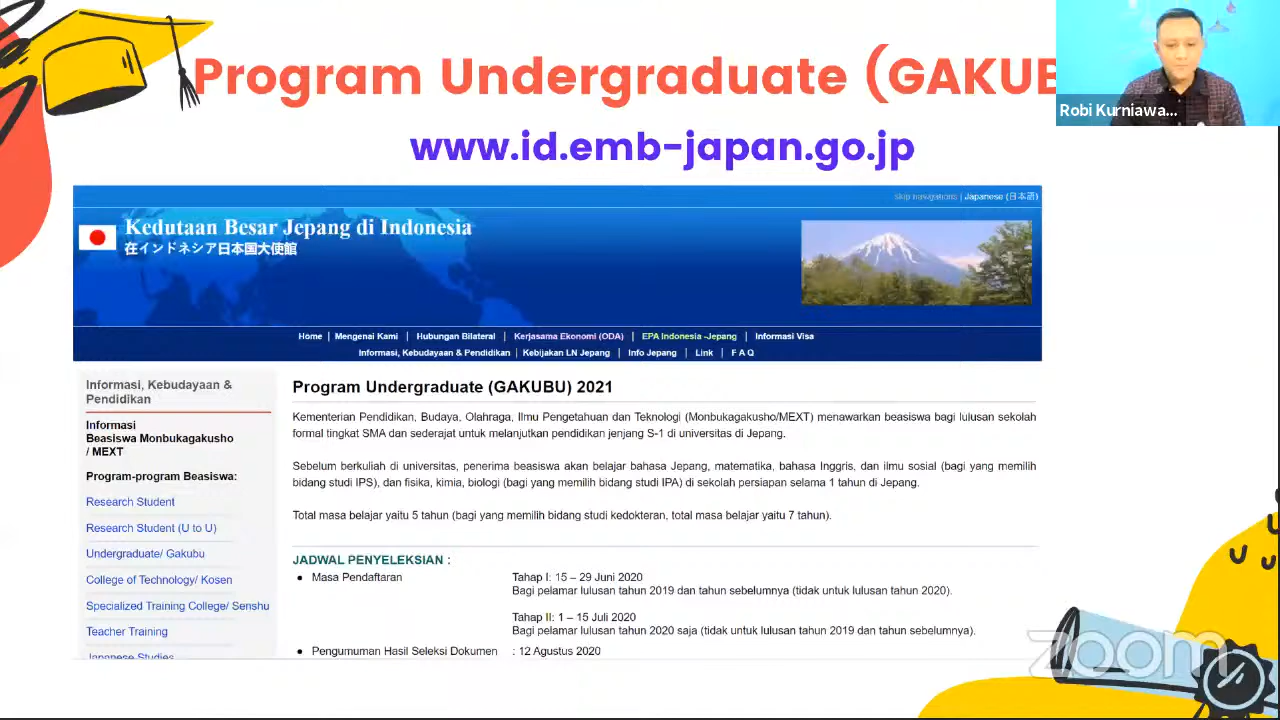 Program Undergraduate (GAKUB
Robi Kurniawa...
www.id.emb-japan.go.jp
skip navigations | Japanese (日本語)
Kedutaan Besar Jepang di Indonesia
在インドネシア日本国大使館
Home | Mengenai Kami | Hubungan Bilateral | Kerjasama Ekonomi (ODA) | EPA Indonesia -Jepang | Informasi Visa
Informasi, Kebudayaan & Pendidikan | Kebijakan LN Jepang | Info Jepang | Link | F A Q
Informasi, Kebudayaan &
Pendidikan
Informasi
Beasiswa Monbukagakusho
/ MEXT
Program-program Beasiswa:
Research Student
Research Student (U to U)
Undergraduate/ Gakubu
College of Technology/ Kosen
Specialized Training College/ Senshu
Teacher Training
Japanese Studies
Program Undergraduate (GAKUBU) 2021
Kementerian Pendidikan, Budaya, Olahraga, Ilmu Pengetahuan dan Teknologi (Monbukagakusho/MEXT) menawarkan beasiswa bagi lulusan sekolah
formal tingkat SMA dan sederajat untuk melanjutkan pendidikan jenjang S-1 di universitas di Jepang.
Sebelum berkuliah di universitas, penerima beasiswa akan belajar bahasa Jepang, matematika, bahasa Inggris, dan ilmu sosial (bagi yang memilih
bidang studi IPS), dan fisika, kimia, biologi (bagi yang memilih bidang studi IPA) di sekolah persiapan selama 1 tahun di Jepang.
Total masa belajar yaitu 5 tahun (bagi yang memilih bidang studi kedokteran, total masa belajar yaitu 7 tahun).
JADWAL PENYELEKSIAN :
• Masa Pendaftaran Tahap I: 15 – 29 Juni 2020
Bagi pelamar lulusan tahun 2019 dan tahun sebelumnya (tidak untuk lulusan tahun 2020).
Tahap II: 1 – 15 Juli 2020
Bagi pelamar lulusan tahun 2020 saja (tidak untuk lulusan tahun 2019 dan tahun sebelumnya).
• Pengumuman Hasil Seleksi Dokumen : 12 Agustus 2020
zoom